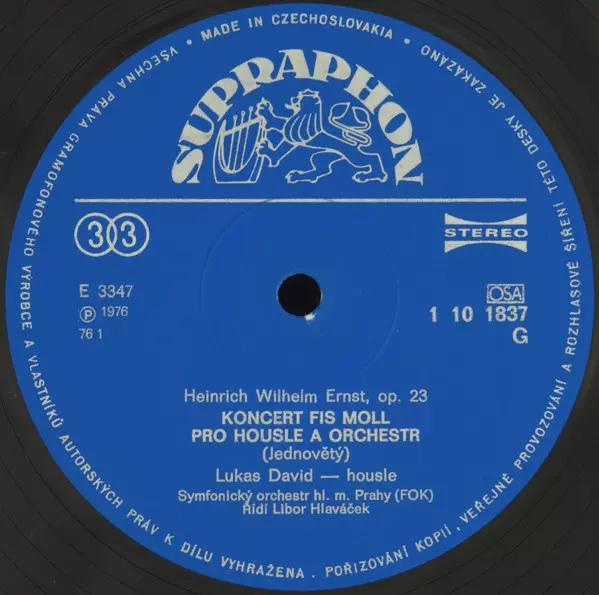 MADE IN CZECHOSLOVAKIA • VŠECHNA PRÁVA GRAMOFONOVÉHO VÝROBCE A VLASTNÍKŮ AUTORSKÝCH PRÁV K DÍLU VYHRAŽENA. POŘIZOVÁNÍ KOPIÍ, VEŘEJNÉ PROVOZOVÁNÍ A ROZHLASOVÉ ŠÍŘENÍ TÉTO DESKY JE ZAKÁZÁNO
SUPRAPHON
33
STEREO
E 3347
℗ 1976
76 1
OSA
1 10 1837
G
Heinrich Wilhelm Ernst, op. 23
KONCERT FIS MOLL
PRO HOUSLE A ORCHESTR
(Jednovětý)
Lukas David — housle
Symfonický orchestr hl. m. Prahy (FOK)
Řídí Libor Hlaváček